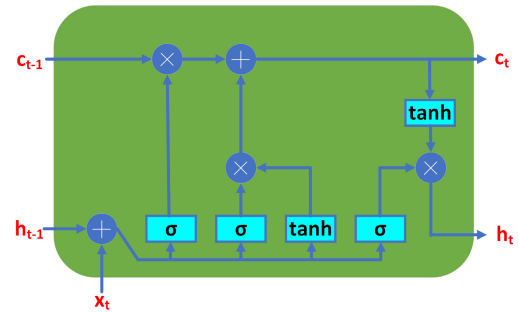 c_{t-1} × + c_t
tanh
×
×
h_{t-1} + σ σ tanh σ h_t
x_t